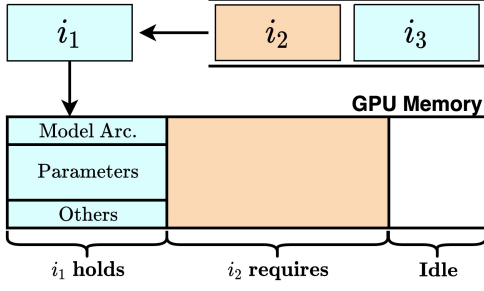 i₁ i₂ i₃
GPU Memory
Model Arc.
Parameters
Others
i₁ holds i₂ requires Idle